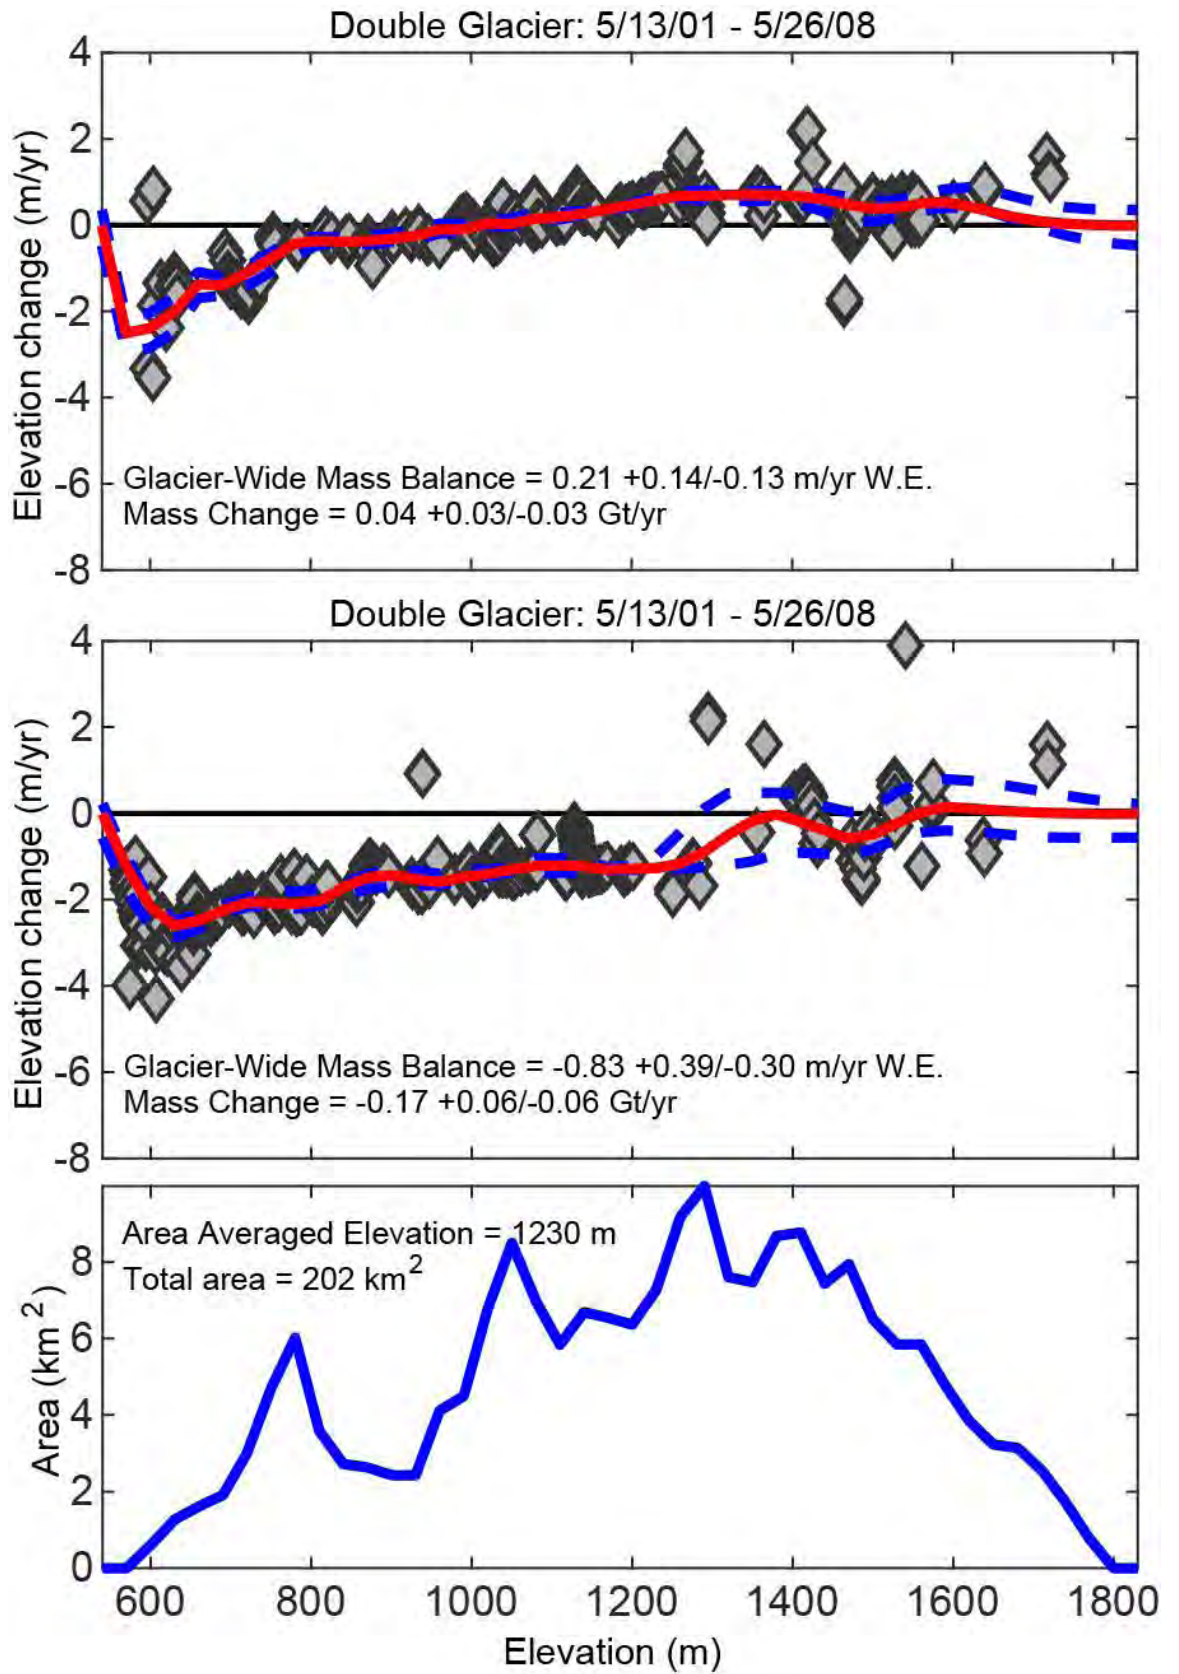 Double Glacier: 5/13/01 - 5/26/08
4
2
0
-2
-4
-6
-8
Elevation change (m/yr)
Glacier-Wide Mass Balance = 0.21 +0.14/-0.13 m/yr W.E.
Mass Change = 0.04 +0.03/-0.03 Gt/yr
Double Glacier: 5/13/01 - 5/26/08
4
2
0
-2
-4
-6
-8
Elevation change (m/yr)
Glacier-Wide Mass Balance = -0.83 +0.39/-0.30 m/yr W.E.
Mass Change = -0.17 +0.06/-0.06 Gt/yr
Area Averaged Elevation = 1230 m
Total area = 202 km²
8
6
4
2
0
Area (km²)
600 800 1000 1200 1400 1600 1800
Elevation (m)